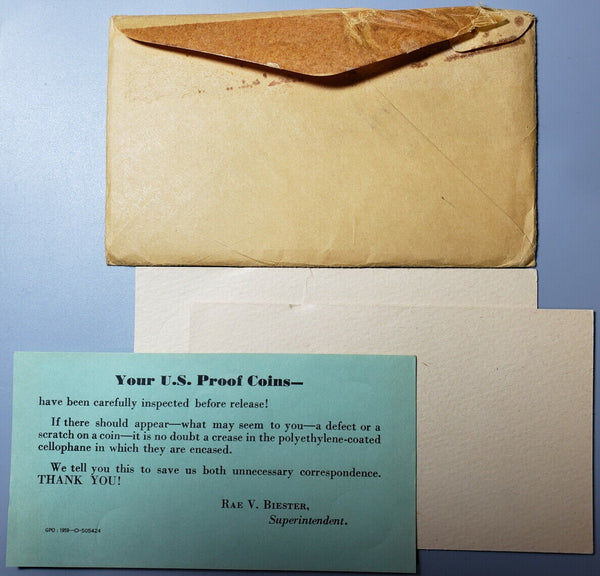 Your U.S. Proof Coins—
have been carefully inspected before release!
If there should appear—what may seem to you—a defect or a
scratch on a coin—it is no doubt a crease in the polyethylene-coated
cellophane in which they are encased.
We tell you this to save us both unnecessary correspondence.
THANK YOU!
RAE V. BIESTER,
Superintendent.
GPO : 1959—O-505424